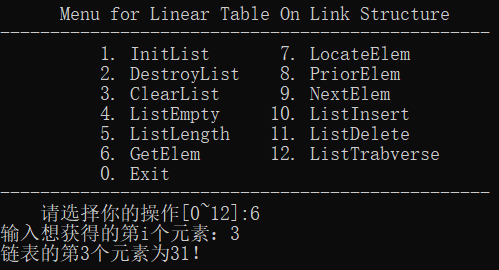 Menu for Linear Table On Link Structure
-------------------------------------------------
1. InitList 7. LocateElem
2. DestroyList 8. PriorElem
3. ClearList 9. NextElem
4. ListEmpty 10. ListInsert
5. ListLength 11. ListDelete
6. GetElem 12. ListTrabverse
0. Exit
-------------------------------------------------
请选择你的操作[0~12]:6
输入想获得的第i个元素：3
链表的第3个元素为31！